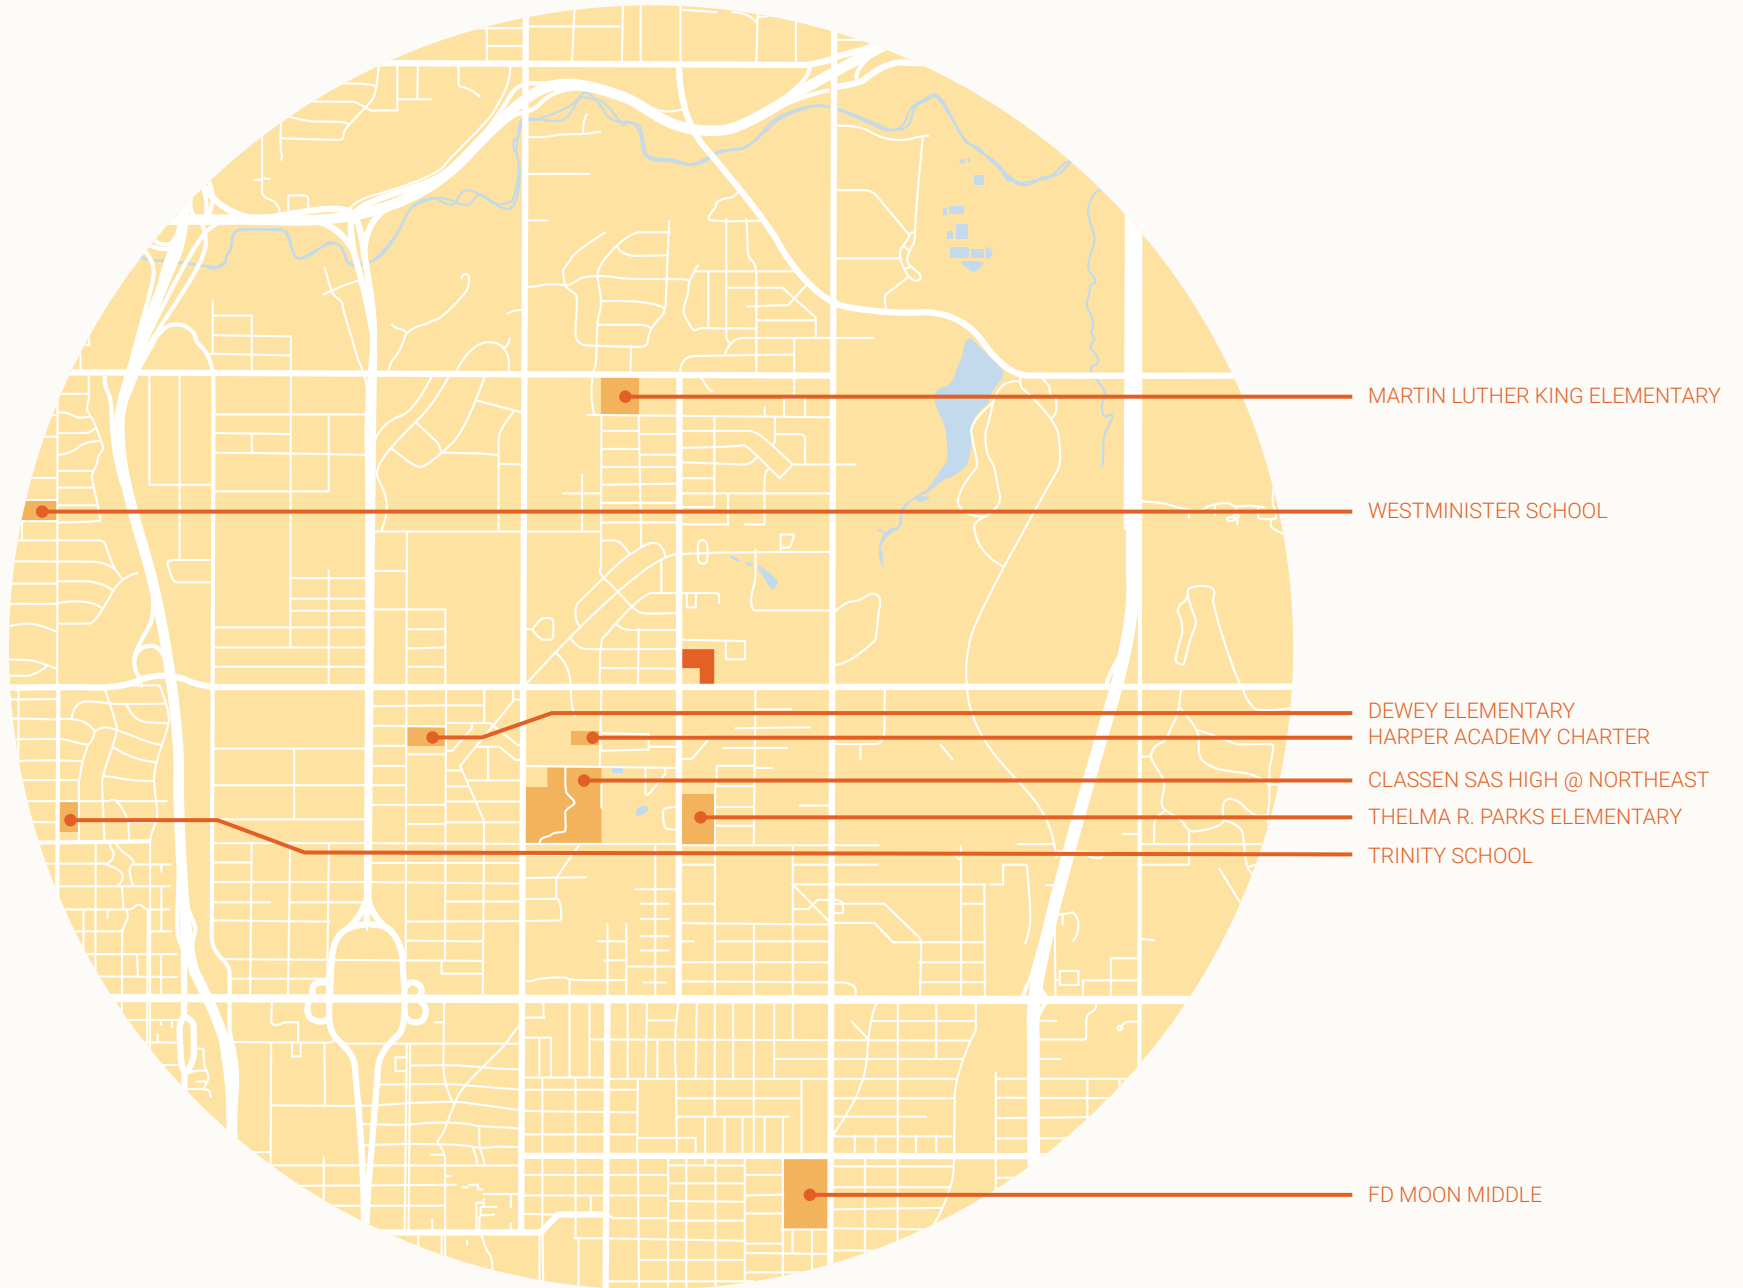 MARTIN LUTHER KING ELEMENTARY
WESTMINISTER SCHOOL
DEWEY ELEMENTARY
HARPER ACADEMY CHARTER
CLASSEN SAS HIGH @ NORTHEAST
THELMA R. PARKS ELEMENTARY
TRINITY SCHOOL
FD MOON MIDDLE